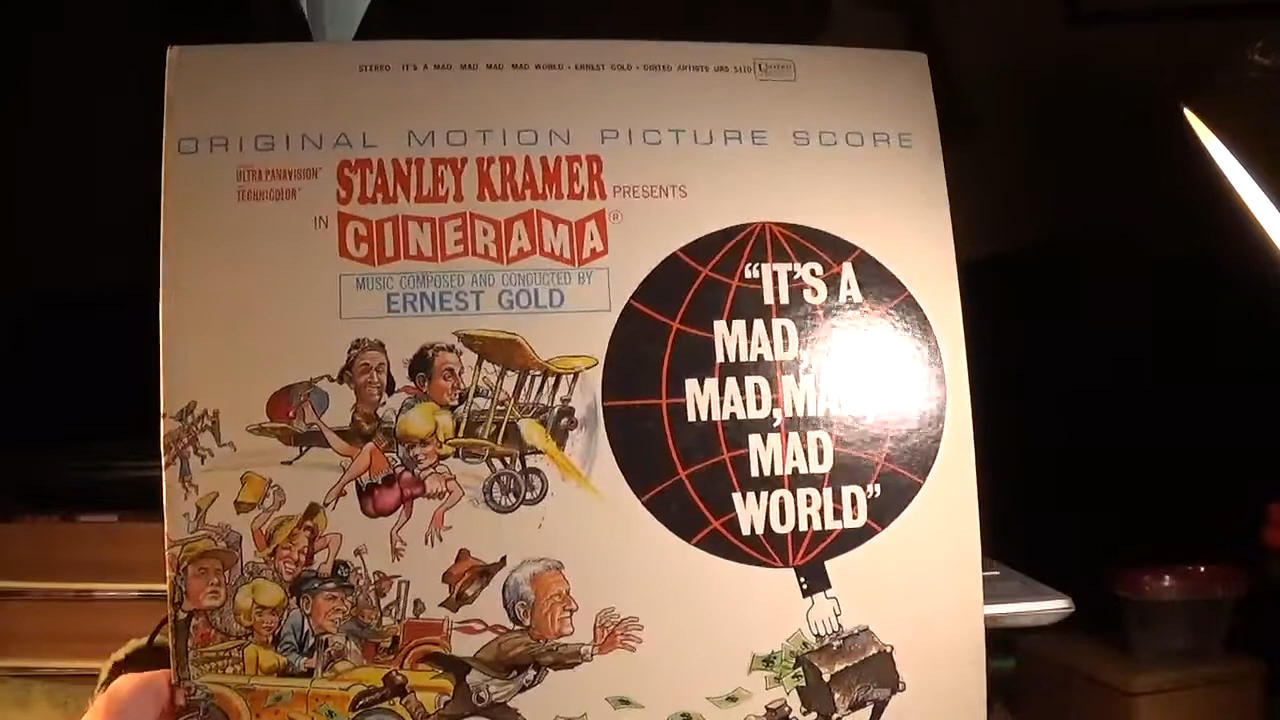 STEREO IT'S A MAD, MAD, MAD, MAD WORLD • ERNEST GOLD • UNITED ARTISTS UAS 5110
ORIGINAL MOTION PICTURE SCORE
ULTRA PANAVISION®
TECHNICOLOR®
STANLEY KRAMER PRESENTS
IN CINERAMA®
MUSIC COMPOSED AND CONDUCTED BY
ERNEST GOLD
"IT'S A
MAD,
MAD,
MAD
WORLD"